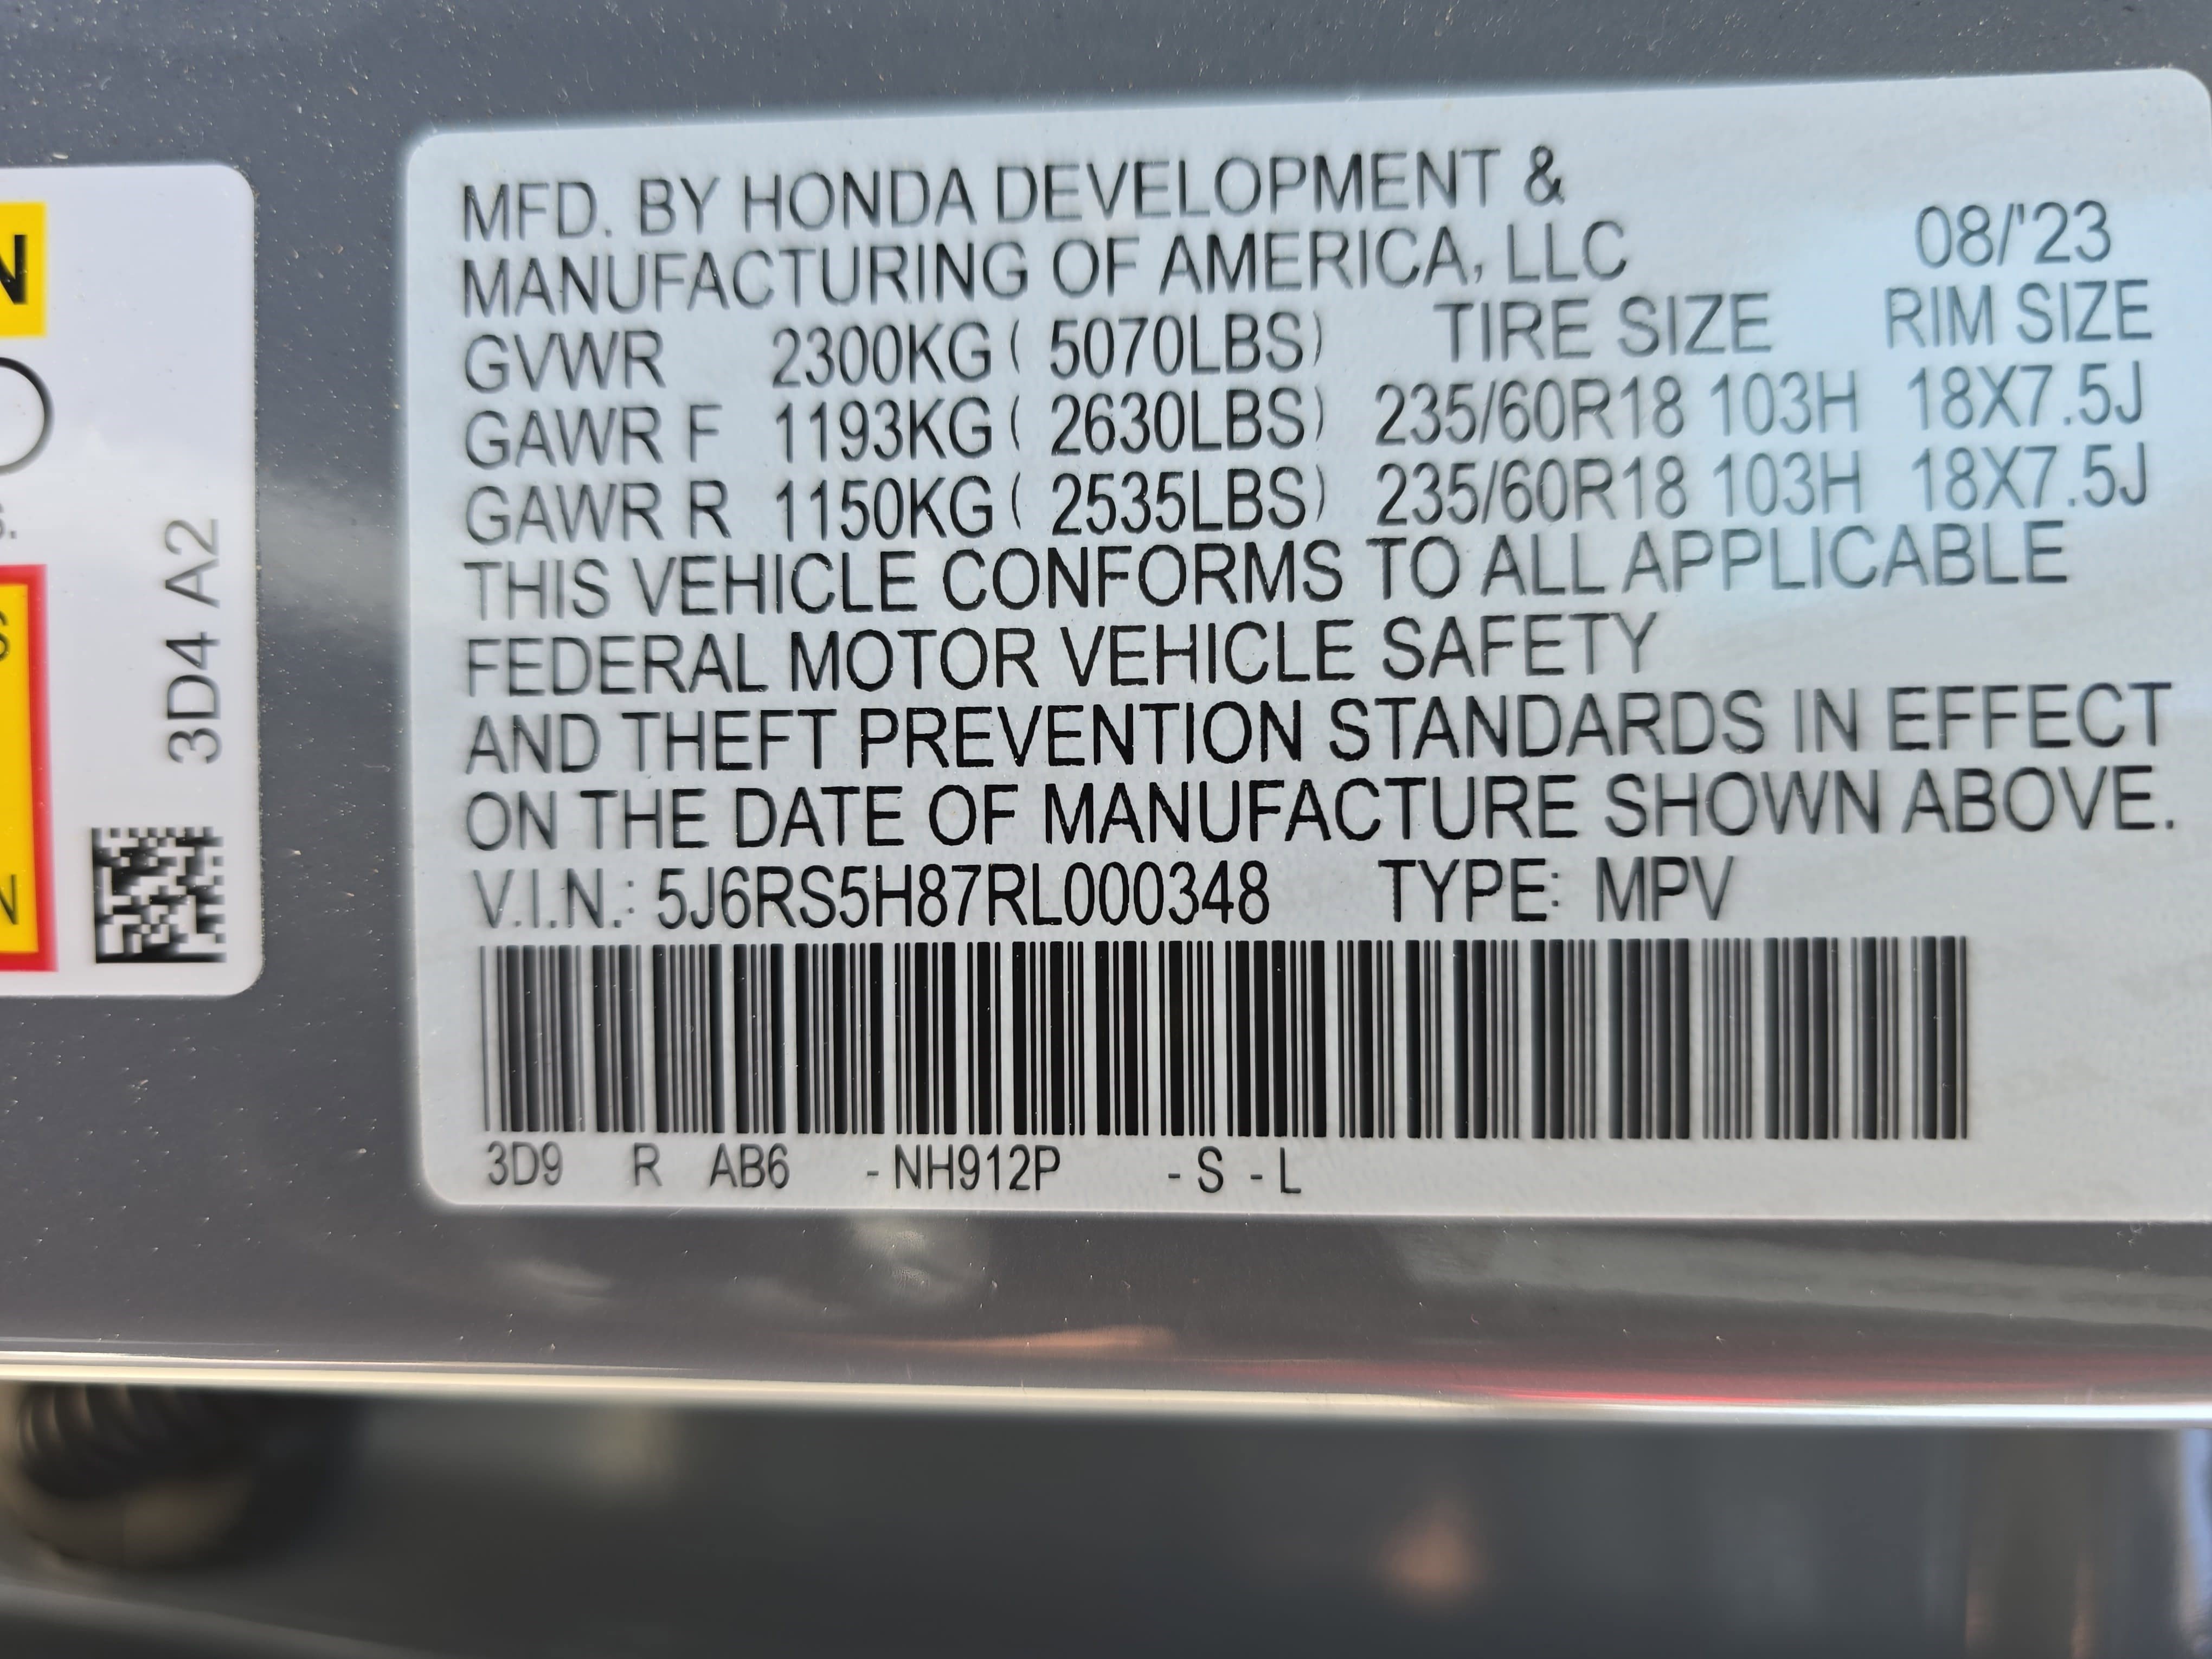 N
S.
S
N
3D4 A2
MFD. BY HONDA DEVELOPMENT &
MANUFACTURING OF AMERICA, LLC 08/'23
GVWR 2300KG ( 5070LBS) TIRE SIZE RIM SIZE
GAWR F 1193KG ( 2630LBS) 235/60R18 103H 18X7.5J
GAWR R 1150KG ( 2535LBS) 235/60R18 103H 18X7.5J
THIS VEHICLE CONFORMS TO ALL APPLICABLE
FEDERAL MOTOR VEHICLE SAFETY
AND THEFT PREVENTION STANDARDS IN EFFECT
ON THE DATE OF MANUFACTURE SHOWN ABOVE.
V.I.N.: 5J6RS5H87RL000348 TYPE: MPV
3D9 R AB6 -NH912P -S -L